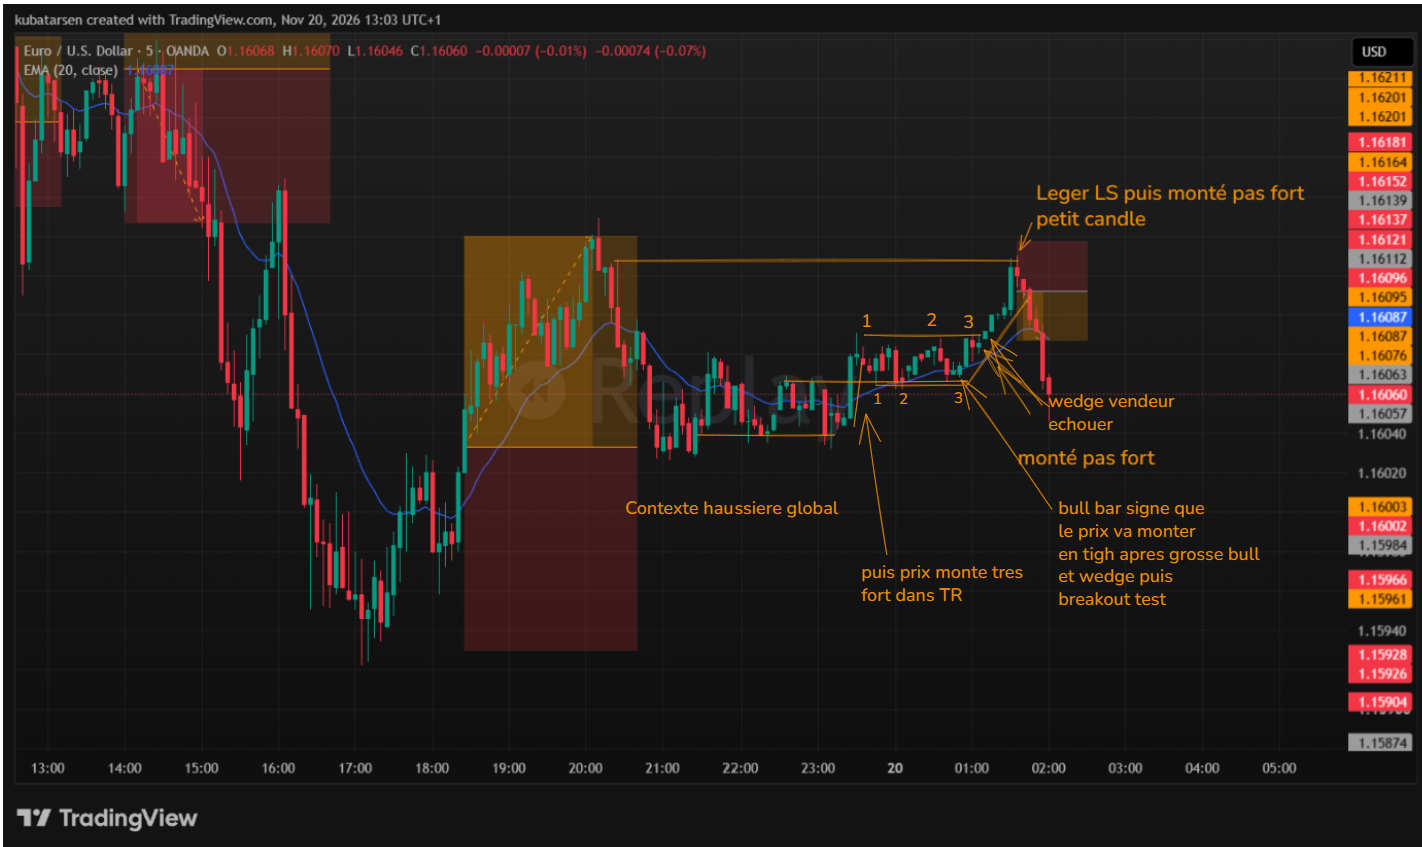 kubatarsen created with TradingView.com, Nov 20, 2026 13:03 UTC+1
Euro / U.S. Dollar · 5 · OANDA O1.16068 H1.16070 L1.16046 C1.16060 −0.00007 (−0.01%) −0.00074 (−0.07%)
EMA (20, close) 1.16087
USD
1.16211
1.16201
1.16201
1.16181
1.16164
1.16152
1.16139
1.16137
1.16121
1.16112
1.16096
1.16095
1.16087
1.16087
1.16076
1.16063
1.16060
1.16057
1.16040
1.16020
1.16003
1.16002
1.15984
1.15966
1.15961
1.15940
1.15928
1.15926
1.15904
1.15874
Leger LS puis monté pas fort
petit candle
1 2 3
1 2 3
Replay
wedge vendeur
echouer
monté pas fort
Contexte haussiere global
bull bar signe que
le prix va monter
en tigh apres grosse bull
et wedge puis
breakout test
puis prix monte tres
fort dans TR
13:00 14:00 15:00 16:00 17:00 18:00 19:00 20:00 21:00 22:00 23:00 20 01:00 02:00 03:00 04:00 05:00
TradingView